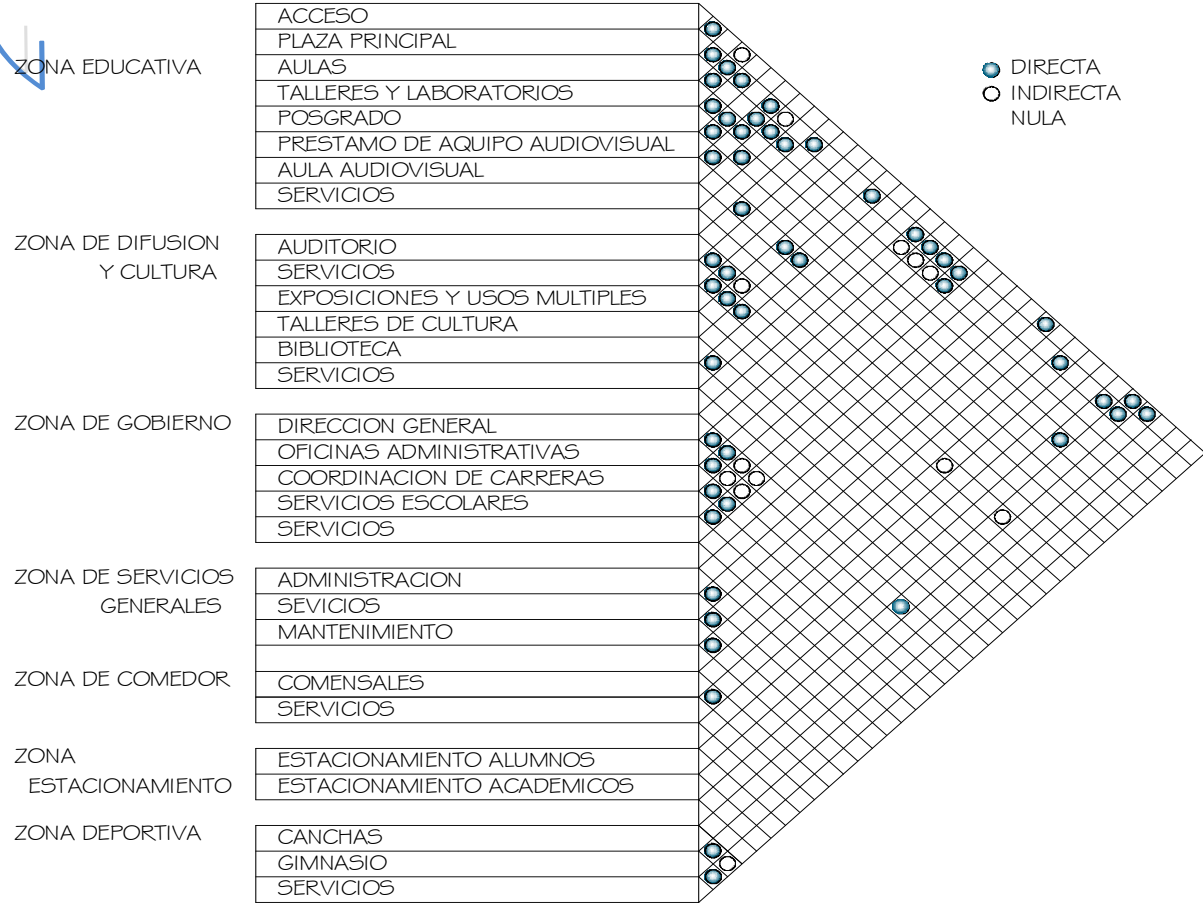 ACCESO
PLAZA PRINCIPAL
ZONA EDUCATIVA
AULAS
TALLERES Y LABORATORIOS
POSGRADO
PRESTAMO DE AQUIPO AUDIOVISUAL
AULA AUDIOVISUAL
SERVICIOS
DIRECTA
INDIRECTA
NULA
ZONA DE DIFUSION
Y CULTURA
AUDITORIO
SERVICIOS
EXPOSICIONES Y USOS MULTIPLES
TALLERES DE CULTURA
BIBLIOTECA
SERVICIOS
ZONA DE GOBIERNO
DIRECCION GENERAL
OFICINAS ADMINISTRATIVAS
COORDINACION DE CARRERAS
SERVICIOS ESCOLARES
SERVICIOS
ZONA DE SERVICIOS
GENERALES
ADMINISTRACION
SEVICIOS
MANTENIMIENTO
ZONA DE COMEDOR
COMENSALES
SERVICIOS
ZONA
ESTACIONAMIENTO
ESTACIONAMIENTO ALUMNOS
ESTACIONAMIENTO ACADEMICOS
ZONA DEPORTIVA
CANCHAS
GIMNASIO
SERVICIOS